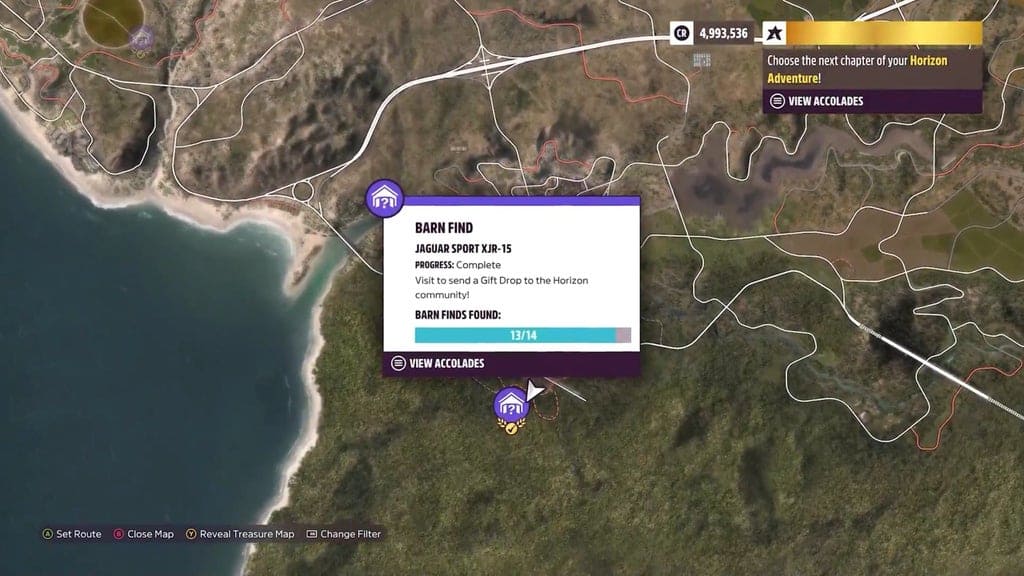 CR 4,993,536
Choose the next chapter of your Horizon
Adventure!
VIEW ACCOLADES
BARN FIND
JAGUAR SPORT XJR-15
PROGRESS: Complete
Visit to send a Gift Drop to the Horizon
community!
BARN FINDS FOUND:
13/14
VIEW ACCOLADES
A Set Route B Close Map Y Reveal Treasure Map Change Filter